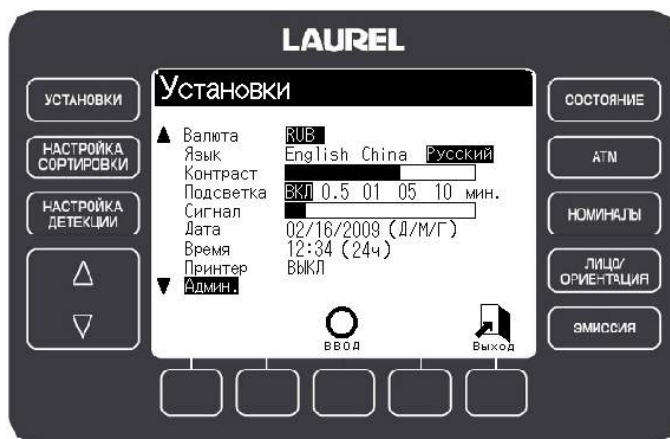 LAUREL
УСТАНОВКИ
НАСТРОЙКА
СОРТИРОВКИ
НАСТРОЙКА
ДЕТЕКЦИИ
Установки
Валюта RUB
Язык English China Русский
Контраст
Подсветка ВКЛ 0.5 01 05 10 мин.
Сигнал
Дата 02/16/2009 (Д/М/Г)
Время 12:34 (24ч)
Принтер ВЫКЛ
Админ.
ВВОД
Выход
СОСТОЯНИЕ
ATM
НОМИНАЛЫ
ЛИЦО/
ОРИЕНТАЦИЯ
ЭМИССИЯ